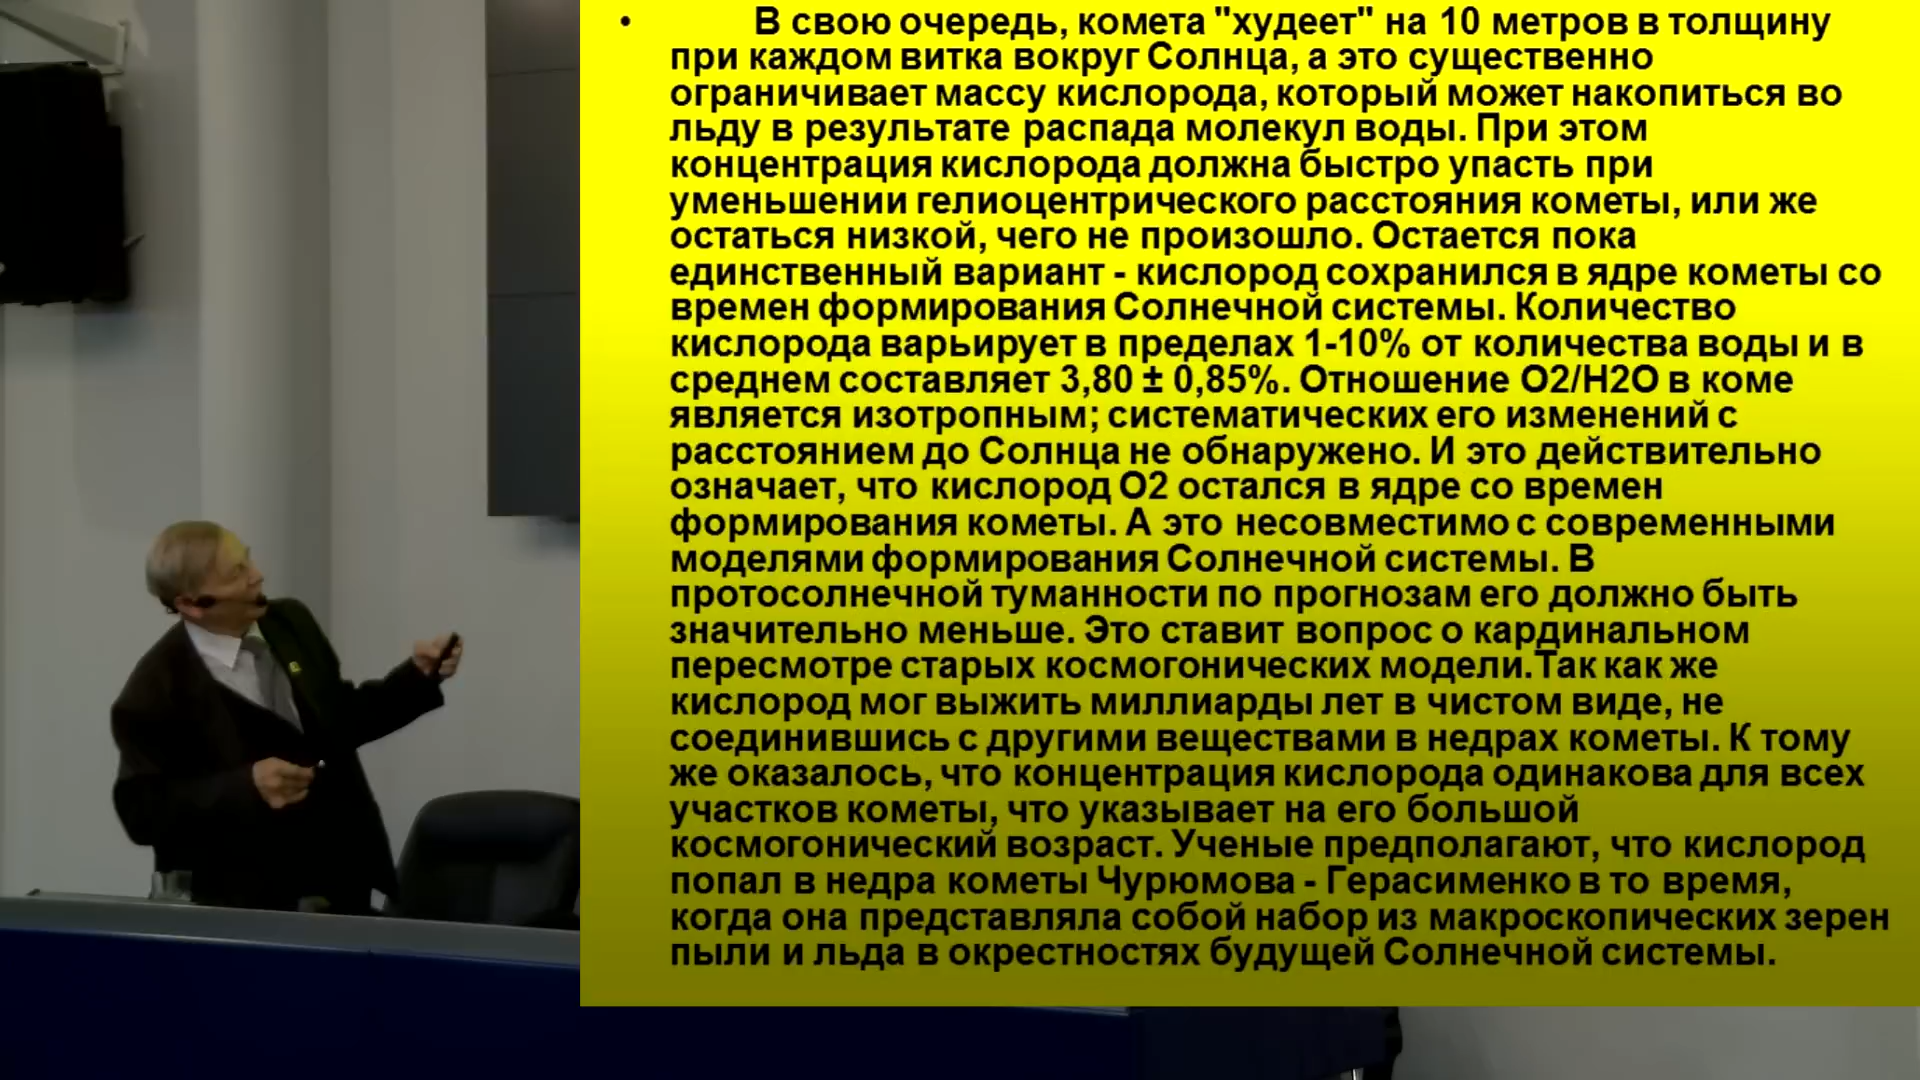 • В свою очередь, комета "худеет" на 10 метров в толщину
при каждом витка вокруг Солнца, а это существенно
ограничивает массу кислорода, который может накопиться во
льду в результате распада молекул воды. При этом
концентрация кислорода должна быстро упасть при
уменьшении гелиоцентрического расстояния кометы, или же
остаться низкой, чего не произошло. Остается пока
единственный вариант - кислород сохранился в ядре кометы со
времен формирования Солнечной системы. Количество
кислорода варьирует в пределах 1-10% от количества воды и в
среднем составляет 3,80 ± 0,85%. Отношение O2/H2O в коме
является изотропным; систематических его изменений с
расстоянием до Солнца не обнаружено. И это действительно
означает, что кислород О2 остался в ядре со времен
формирования кометы. А это несовместимо с современными
моделями формирования Солнечной системы. В
протосолнечной туманности по прогнозам его должно быть
значительно меньше. Это ставит вопрос о кардинальном
пересмотре старых космогонических модели.Так как же
кислород мог выжить миллиарды лет в чистом виде, не
соединившись с другими веществами в недрах кометы. К тому
же оказалось, что концентрация кислорода одинакова для всех
участков кометы, что указывает на его большой
космогонический возраст. Ученые предполагают, что кислород
попал в недра кометы Чурюмова - Герасименко в то время,
когда она представляла собой набор из макроскопических зерен
пыли и льда в окрестностях будущей Солнечной системы.